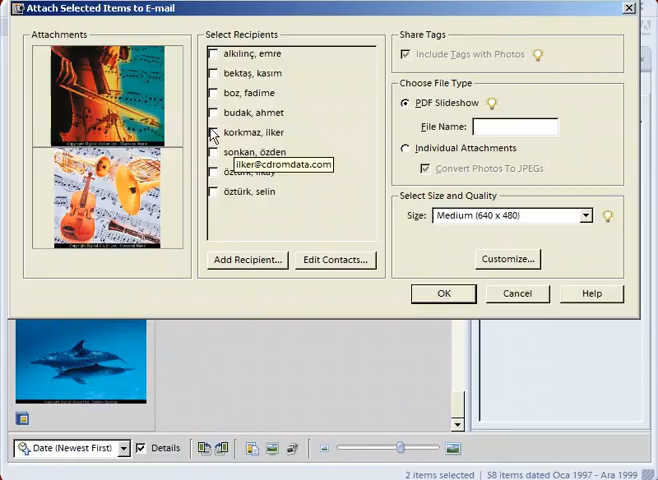 Attach Selected Items to E-mail
Attachments
Select Recipients
alkılınç, emre
bektaş, kasım
boz, fadime
budak, ahmet
korkmaz, ilker
sonkan, özden
ilker@cdromdata.com
öztürk, ilkay
öztürk, selin
Add Recipient...
Edit Contacts...
Share Tags
Include Tags with Photos
Choose File Type
PDF Slideshow
File Name:
Individual Attachments
Convert Photos To JPEGs
Select Size and Quality
Size: Medium (640 x 480)
Customize...
OK
Cancel
Help
Date (Newest First)
Details
2 items selected
58 items dated Oca 1997 - Ara 1999